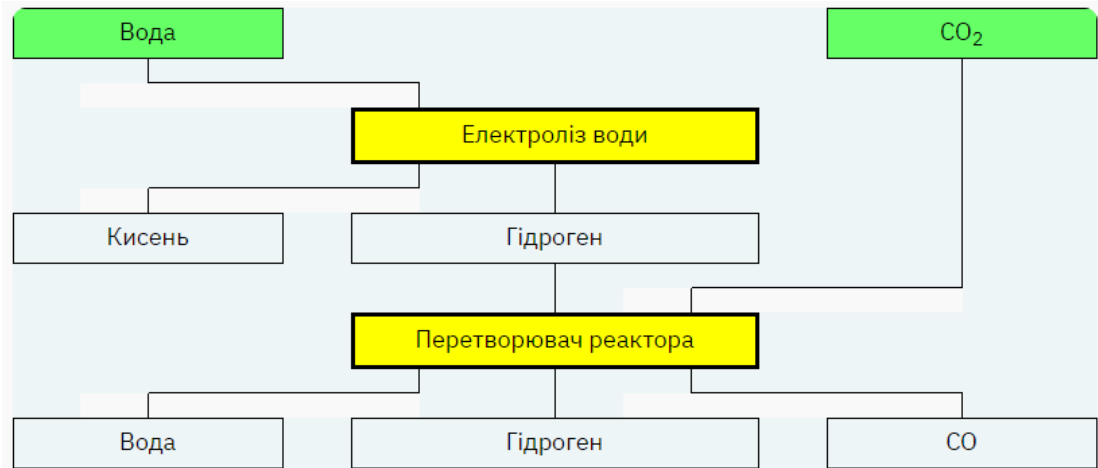 Вода
CO₂
Електроліз води
Кисень
Гідроген
Перетворювач реактора
Вода
Гідроген
CO